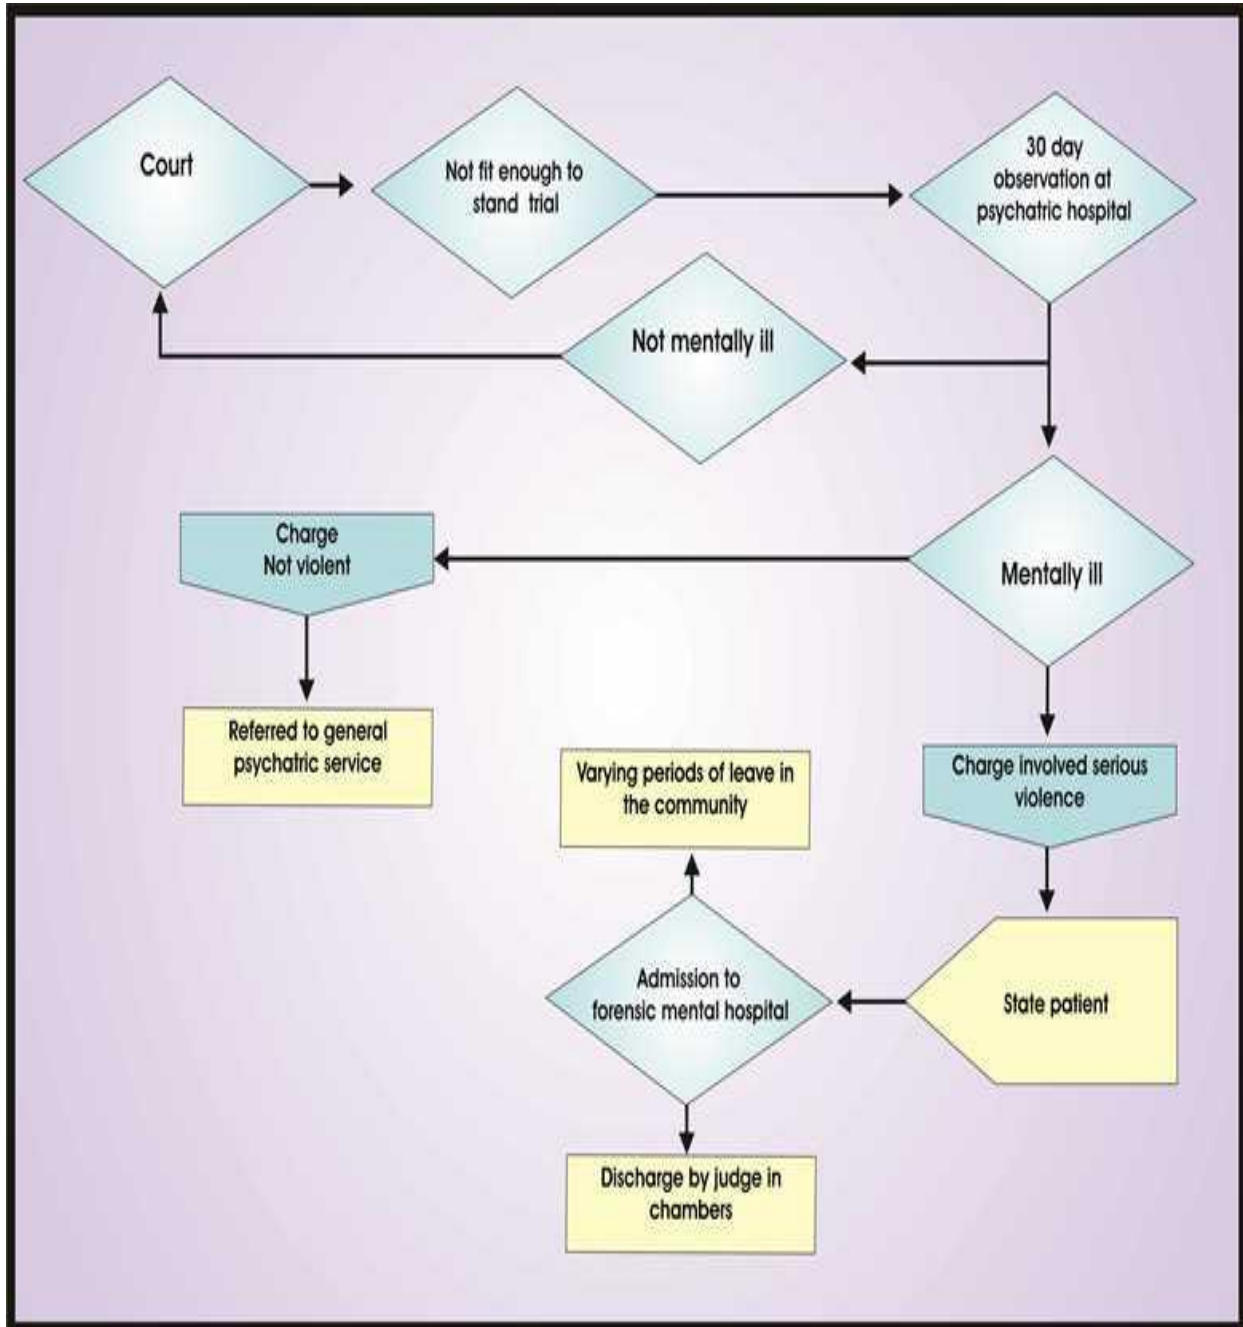 Court
Not fit enough to
stand trial
30 day
observation at
psychatric hospital
Not mentally ill
Charge
Not violent
Mentally ill
Referred to general
psychatric service
Varying periods of leave in
the community
Charge involved serious
violence
Admission to
forensic mental hospital
State patient
Discharge by judge in
chambers